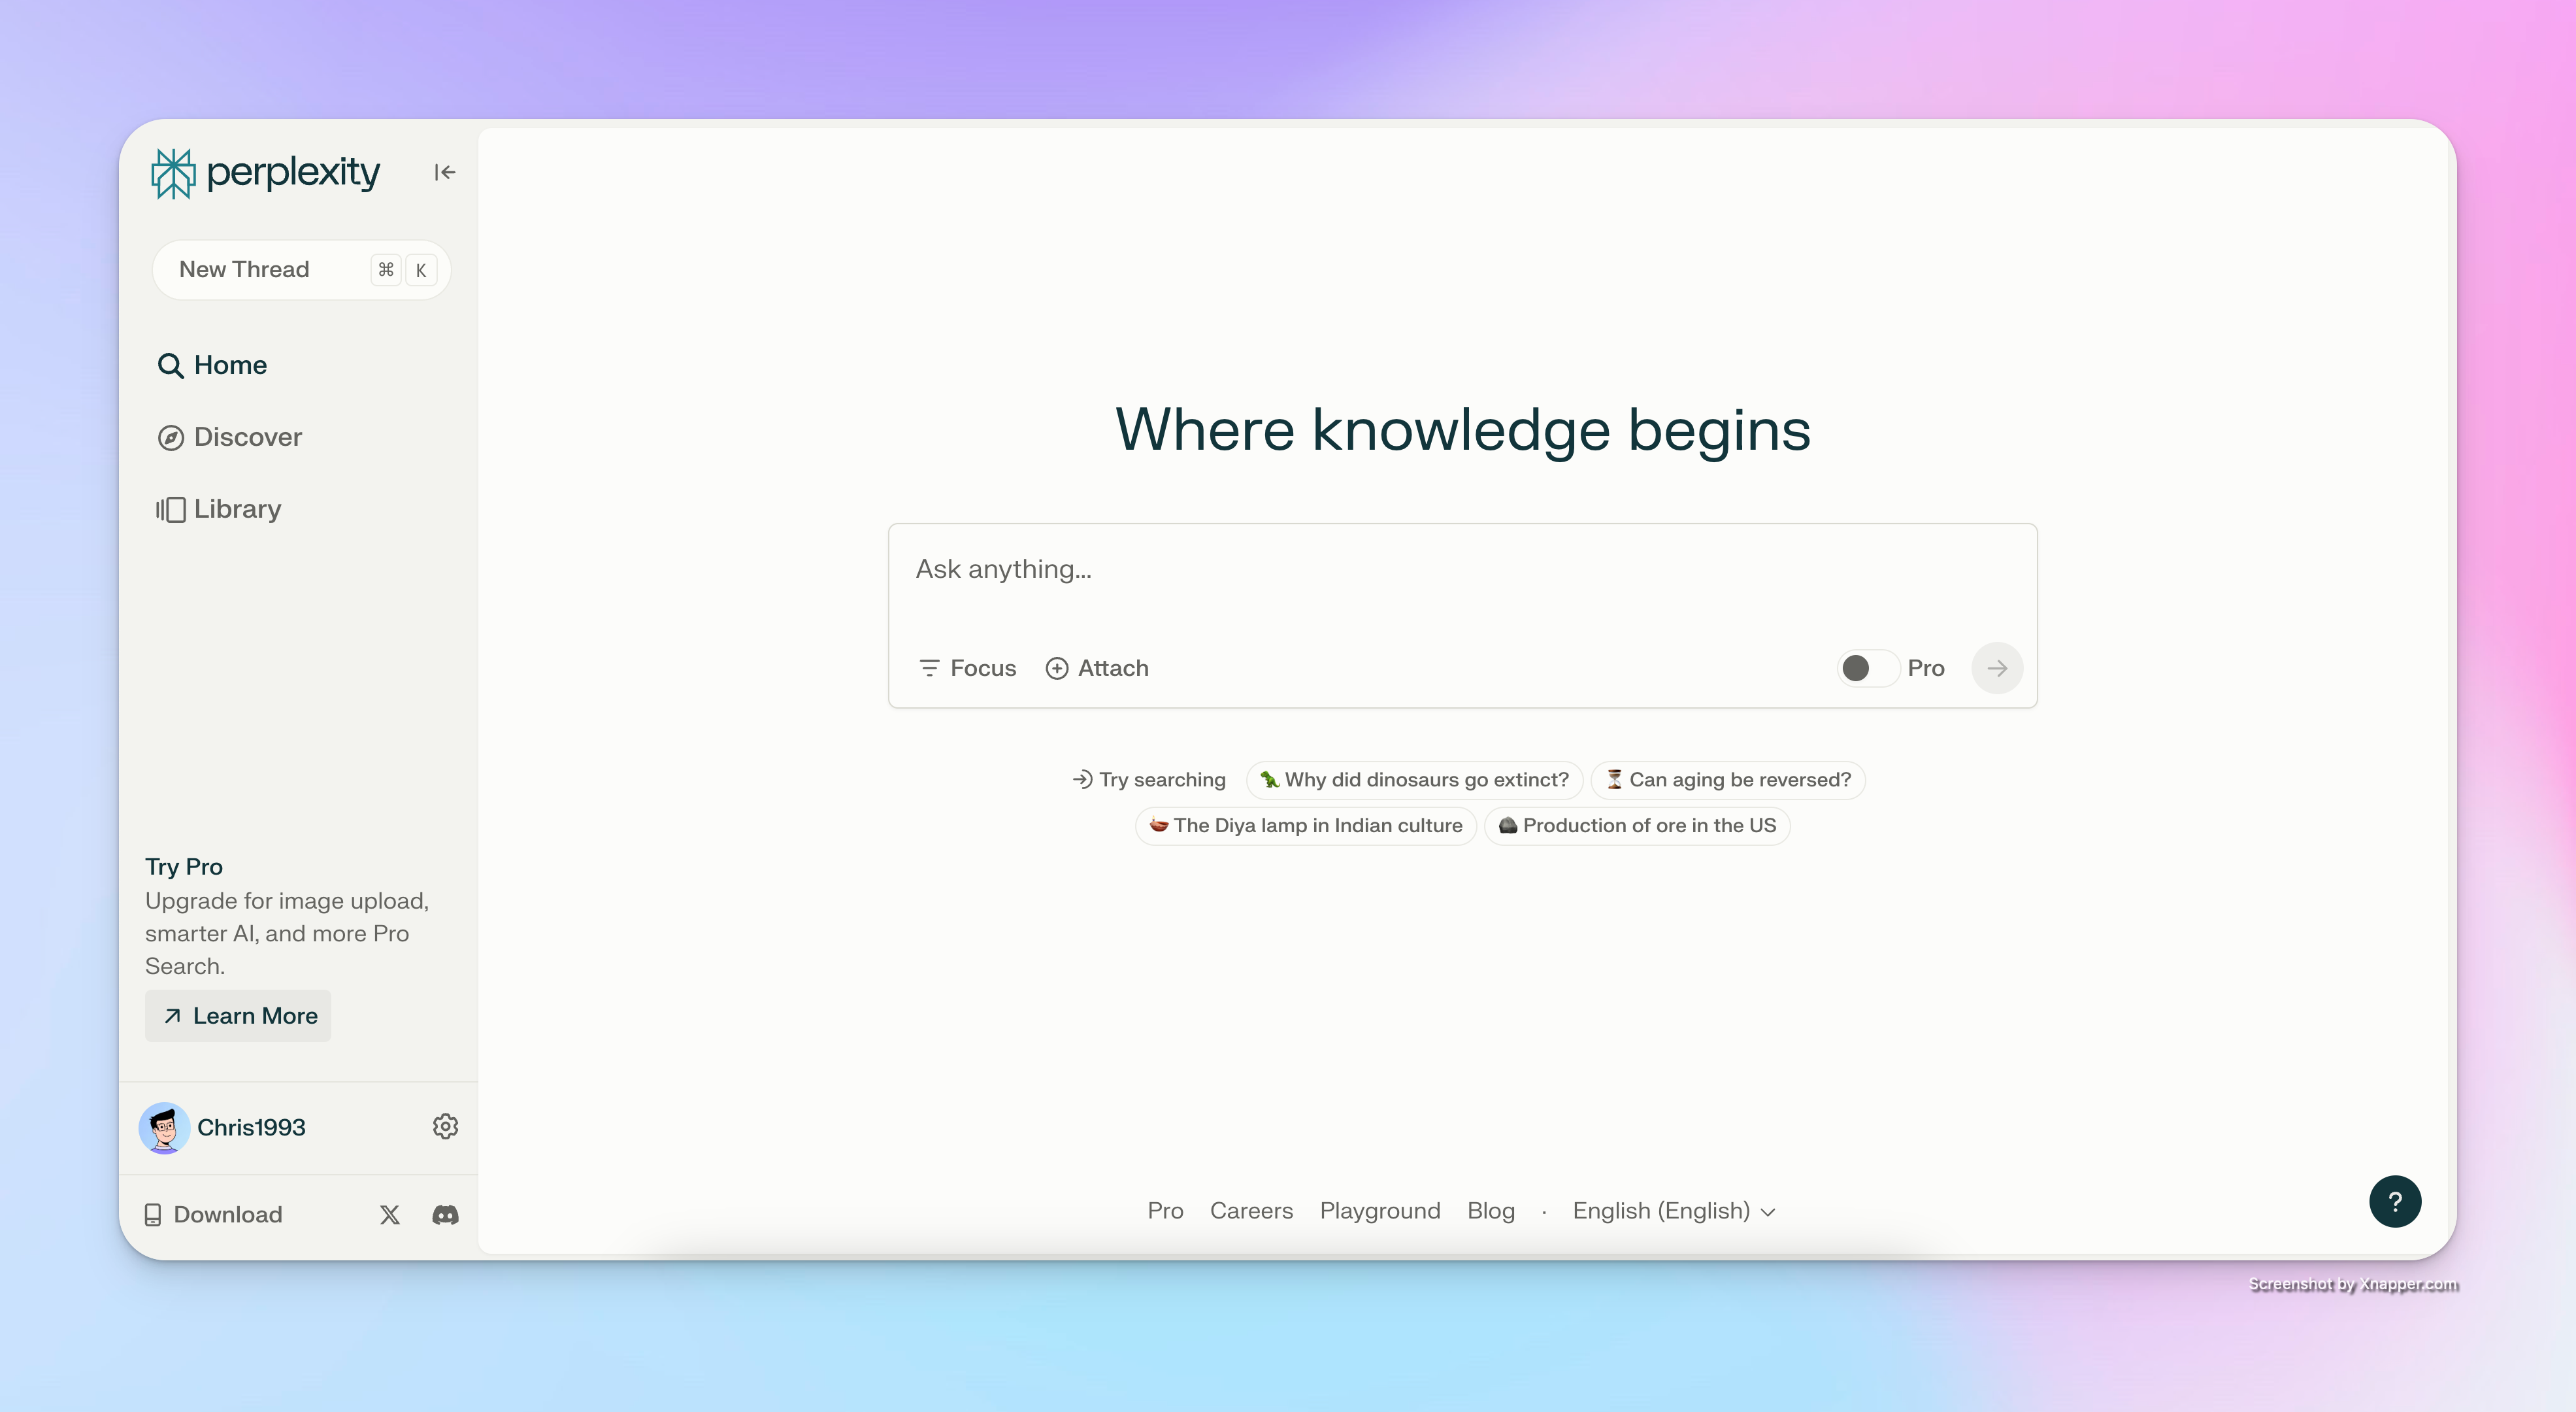 perplexity
New Thread ⌘ K
Home
Discover
Library
Try Pro
Upgrade for image upload,
smarter AI, and more Pro
Search.
Learn More
Chris1993
Download
Where knowledge begins
Ask anything...
Focus Attach Pro
Try searching Why did dinosaurs go extinct? Can aging be reversed?
The Diya lamp in Indian culture Production of ore in the US
Pro Careers Playground Blog · English (English)
?
Screenshot by Xnapper.com